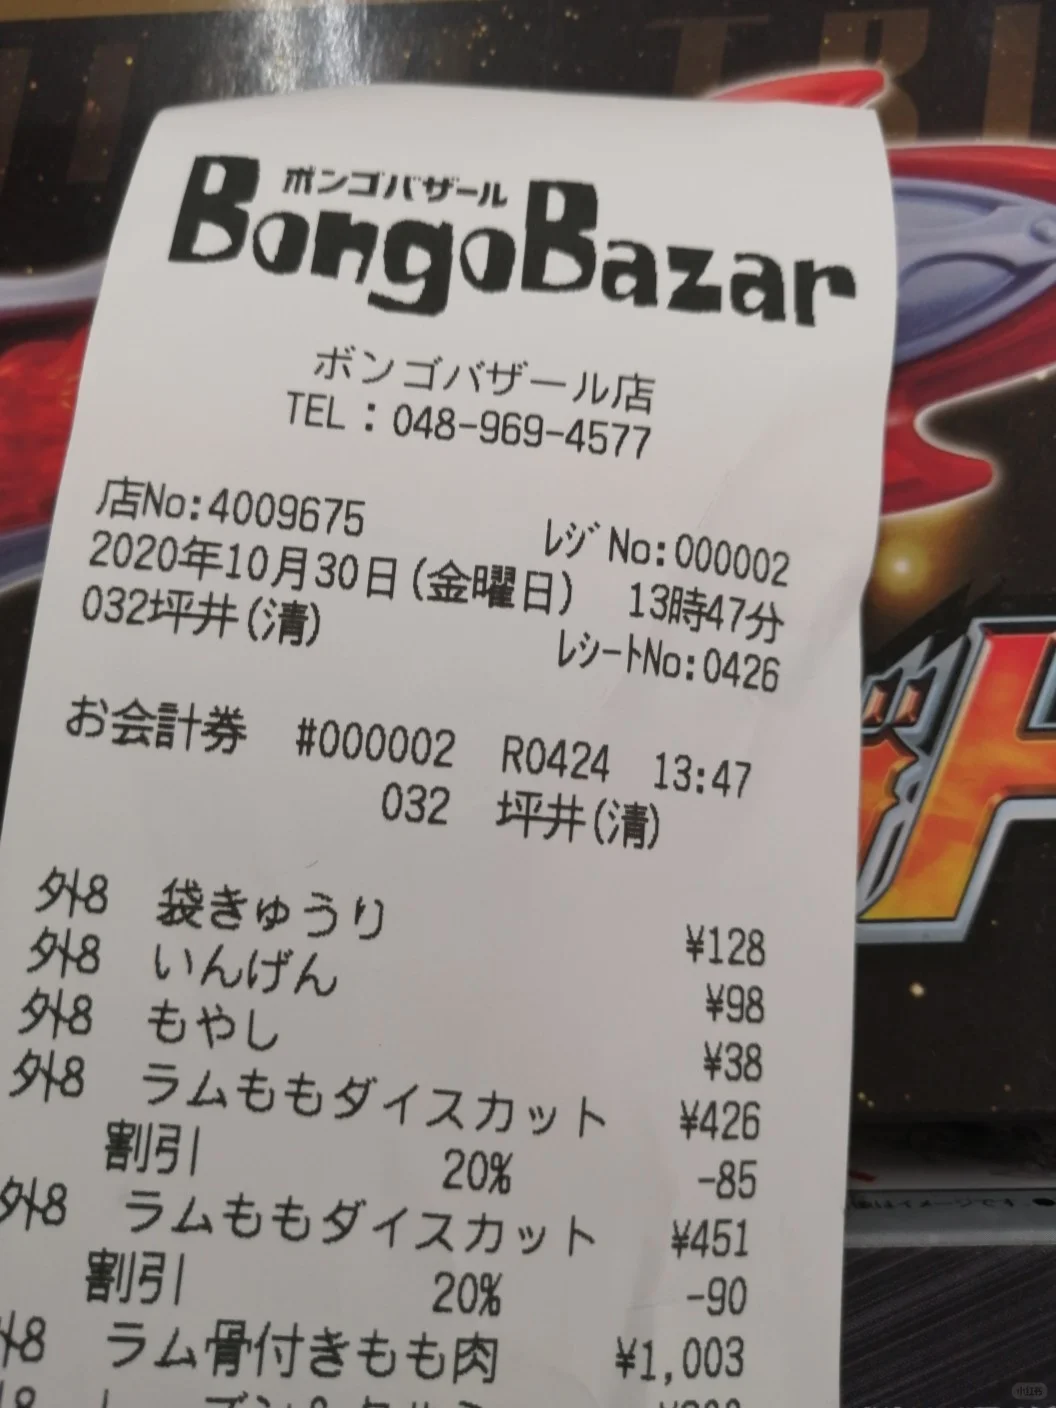 ボンゴバザール
BongoBazar
ボンゴバザール店
TEL:048-969-4577
店No:4009675 レジNo:000002
2020年10月30日(金曜日) 13時47分
032坪井(清) レシートNo:0426
お会計券 #000002 R0424 13:47
032 坪井(清)
外8 袋きゅうり ¥128
外8 いんげん ¥98
外8 もやし ¥38
外8 ラムももダイスカット ¥426
割引 20% -85
外8 ラムももダイスカット ¥451
割引 20% -90
外8 ラム骨付きもも肉 ¥1,003
小红书